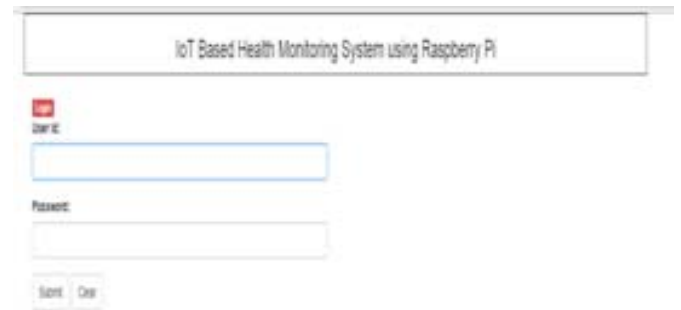 IoT Based Health Monitoring System using Raspberry Pi
Login
User Id:
Password:
Submit Clear